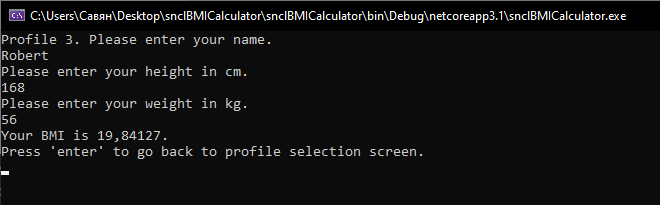 C:\Users\Савян\Desktop\snclBMICalculator\snclBMICalculator\bin\Debug\netcoreapp3.1\snclBMICalculator.exe
Profile 3. Please enter your name.
Robert
Please enter your height in cm.
168
Please enter your weight in kg.
56
Your BMI is 19,84127.
Press 'enter' to go back to profile selection screen.